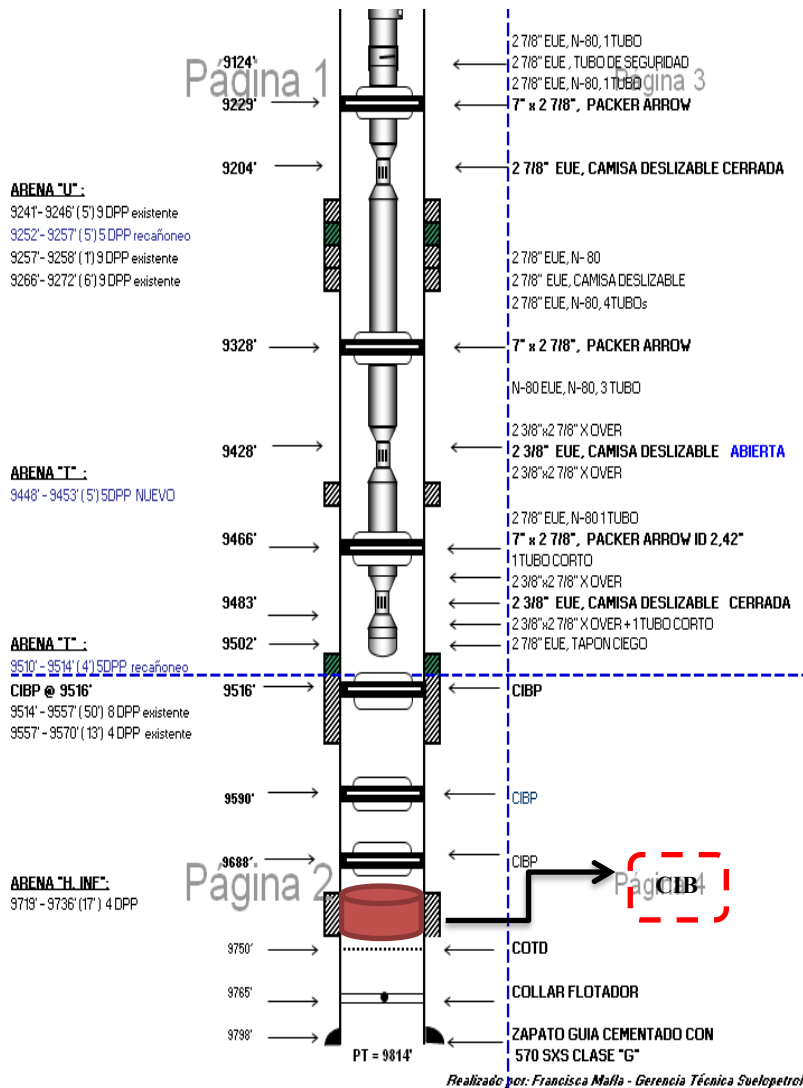 2 7/8" EUE, N-80, 1 TUBO
9124'
2 7/8" EUE, TUBO DE SEGURIDAD
Página 1
2 7/8" EUE, N-80, 1 TUBO
Página 3
9229'
7" x 2 7/8", PACKER ARROW
9204'
2 7/8" EUE, CAMISA DESLIZABLE CERRADA
ARENA "U" :
9241'- 9246' (5') 9 DPP existente
9252'- 9257' (5') 5 DPP recañoneo
9257'- 9258' (1') 9 DPP existente
2 7/8" EUE, N- 80
9266'- 9272' (6') 9 DPP existente
2 7/8" EUE, CAMISA DESLIZABLE
2 7/8" EUE, N-80, 4TUBOs
9328'
7" x 2 7/8", PACKER ARROW
N-80 EUE, N-80, 3 TUBO
2 3/8"x2 7/8" X OVER
9428'
2 3/8" EUE, CAMISA DESLIZABLE ABIERTA
ARENA "T" :
2 3/8"x2 7/8" X OVER
9448' - 9453' (5') 5DPP NUEVO
2 7/8" EUE, N-80 1 TUBO
9466'
7" x 2 7/8", PACKER ARROW ID 2,42"
1 TUBO CORTO
2 3/8"x2 7/8" X OVER
9483'
2 3/8" EUE, CAMISA DESLIZABLE CERRADA
2 3/8"x2 7/8" X OVER + 1 TUBO CORTO
ARENA "T" :
9502'
2 7/8" EUE, TAPON CIEGO
9510' - 9514' (4') 5DPP recañoneo
CIBP @ 9516'
9516'
CIBP
9514' - 9557' (50') 8 DPP existente
9557' - 9570' (13') 4 DPP existente
9590'
CIBP
9688'
CIBP
ARENA "H. INF":
Página 2
Página 4
CIB
9719' - 9736' (17') 4 DPP
9750'
COTD
9765'
COLLAR FLOTADOR
9798'
ZAPATO GUIA CEMENTADO CON
PT = 9814'
570 SXS CLASE "G"
Realizado por: Francisca Mafla - Gerencia Técnica Suelopetrol